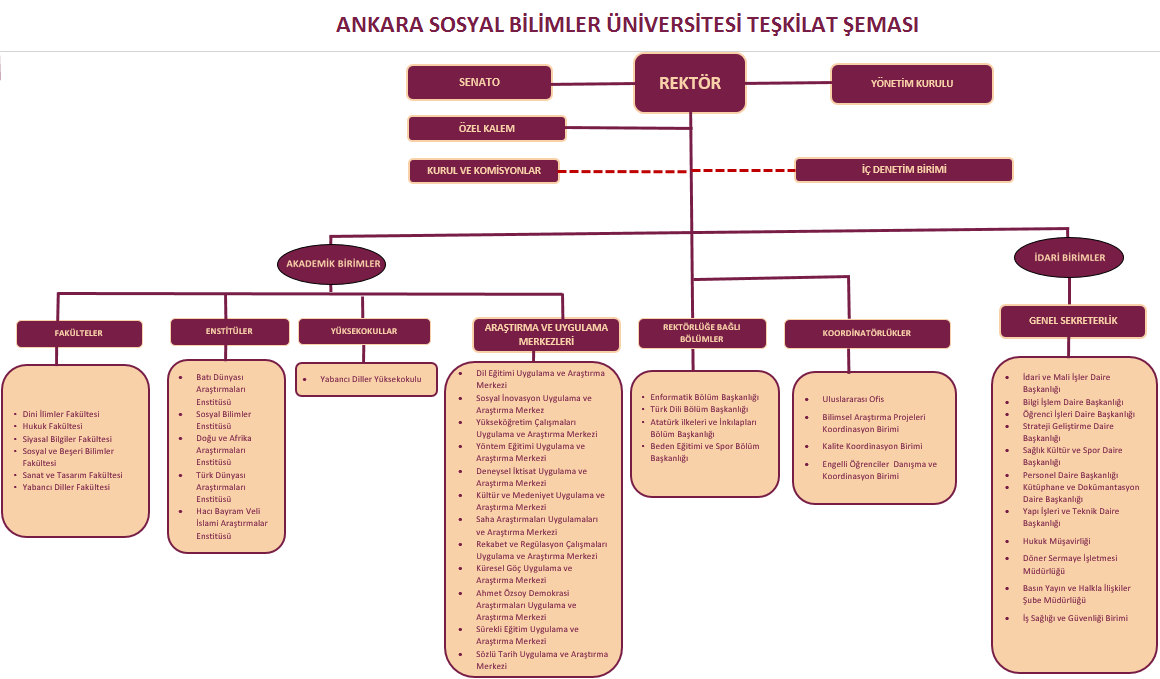 ANKARA SOSYAL BİLİMLER ÜNİVERSİTESİ TEŞKİLAT ŞEMASI
SENATO
REKTÖR
YÖNETİM KURULU
ÖZEL KALEM
KURUL VE KOMİSYONLAR
İÇ DENETİM BİRİMİ
AKADEMİK BİRİMLER
İDARİ BİRİMLER
FAKÜLTELER
• Dini İlimler Fakültesi
• Hukuk Fakültesi
• Siyasal Bilgiler Fakültesi
• Sosyal ve Beşeri Bilimler
Fakültesi
• Sanat ve Tasarım Fakültesi
• Yabancı Diller Fakültesi
ENSTİTÜLER
• Batı Dünyası
Araştırmaları
Enstitüsü
• Sosyal Bilimler
Enstitüsü
• Doğu ve Afrika
Araştırmaları
Enstitüsü
• Türk Dünyası
Araştırmaları
Enstitüsü
• Hacı Bayram Veli
İslami Araştırmalar
Enstitüsü
YÜKSEKOKULLAR
• Yabancı Diller Yüksekokulu
ARAŞTIRMA VE UYGULAMA
MERKEZLERİ
• Dil Eğitimi Uygulama ve Araştırma
Merkezi
• Sosyal İnovasyon Uygulama ve
Araştırma Merkez
• Yükseköğretim Çalışmaları
Uygulama ve Araştırma Merkezi
• Yöntem Eğitimi Uygulama ve
Araştırma Merkezi
• Deneysel İktisat Uygulama ve
Araştırma Merkezi
• Kültür ve Medeniyet Uygulama ve
Araştırma Merkezi
• Saha Araştırmaları Uygulamaları
ve Araştırma Merkezi
• Rekabet ve Regülasyon Çalışmaları
Uygulama ve Araştırma Merkezi
• Küresel Göç Uygulama ve
Araştırma Merkezi
• Ahmet Özsoy Demokrasi
Araştırmaları Uygulama ve
Araştırma Merkezi
• Sürekli Eğitim Uygulama ve
Araştırma Merkezi
• Sözlü Tarih Uygulama ve Araştırma
Merkezi
REKTÖRLÜĞE BAĞLI
BÖLÜMLER
• Enformatik Bölüm Başkanlığı
• Türk Dili Bölüm Başkanlığı
• Atatürk ilkeleri ve İnkılapları
Bölüm Başkanlığı
• Beden Eğitimi ve Spor Bölüm
Başkanlığı
KOORDİNATÖRLÜKLER
• Uluslararası Ofis
• Bilimsel Araştırma Projeleri
Koordinasyon Birimi
• Kalite Koordinasyon Birimi
• Engelli Öğrenciler Danışma ve
Koordinasyon Birimi
GENEL SEKRETERLİK
• İdari ve Mali İşler Daire
Başkanlığı
• Bilgi İşlem Daire Başkanlığı
• Öğrenci İşleri Daire Başkanlığı
• Strateji Geliştirme Daire
Başkanlığı
• Sağlık Kültür ve Spor Daire
Başkanlığı
• Personel Daire Başkanlığı
• Kütüphane ve Dokümantasyon
Daire Başkanlığı
• Yapı İşleri ve Teknik Daire
Başkanlığı
• Hukuk Müşavirliği
• Döner Sermaye İşletmesi
Müdürlüğü
• Basın Yayın ve Halkla İlişkiler
Şube Müdürlüğü
• İş Sağlığı ve Güvenliği Birimi